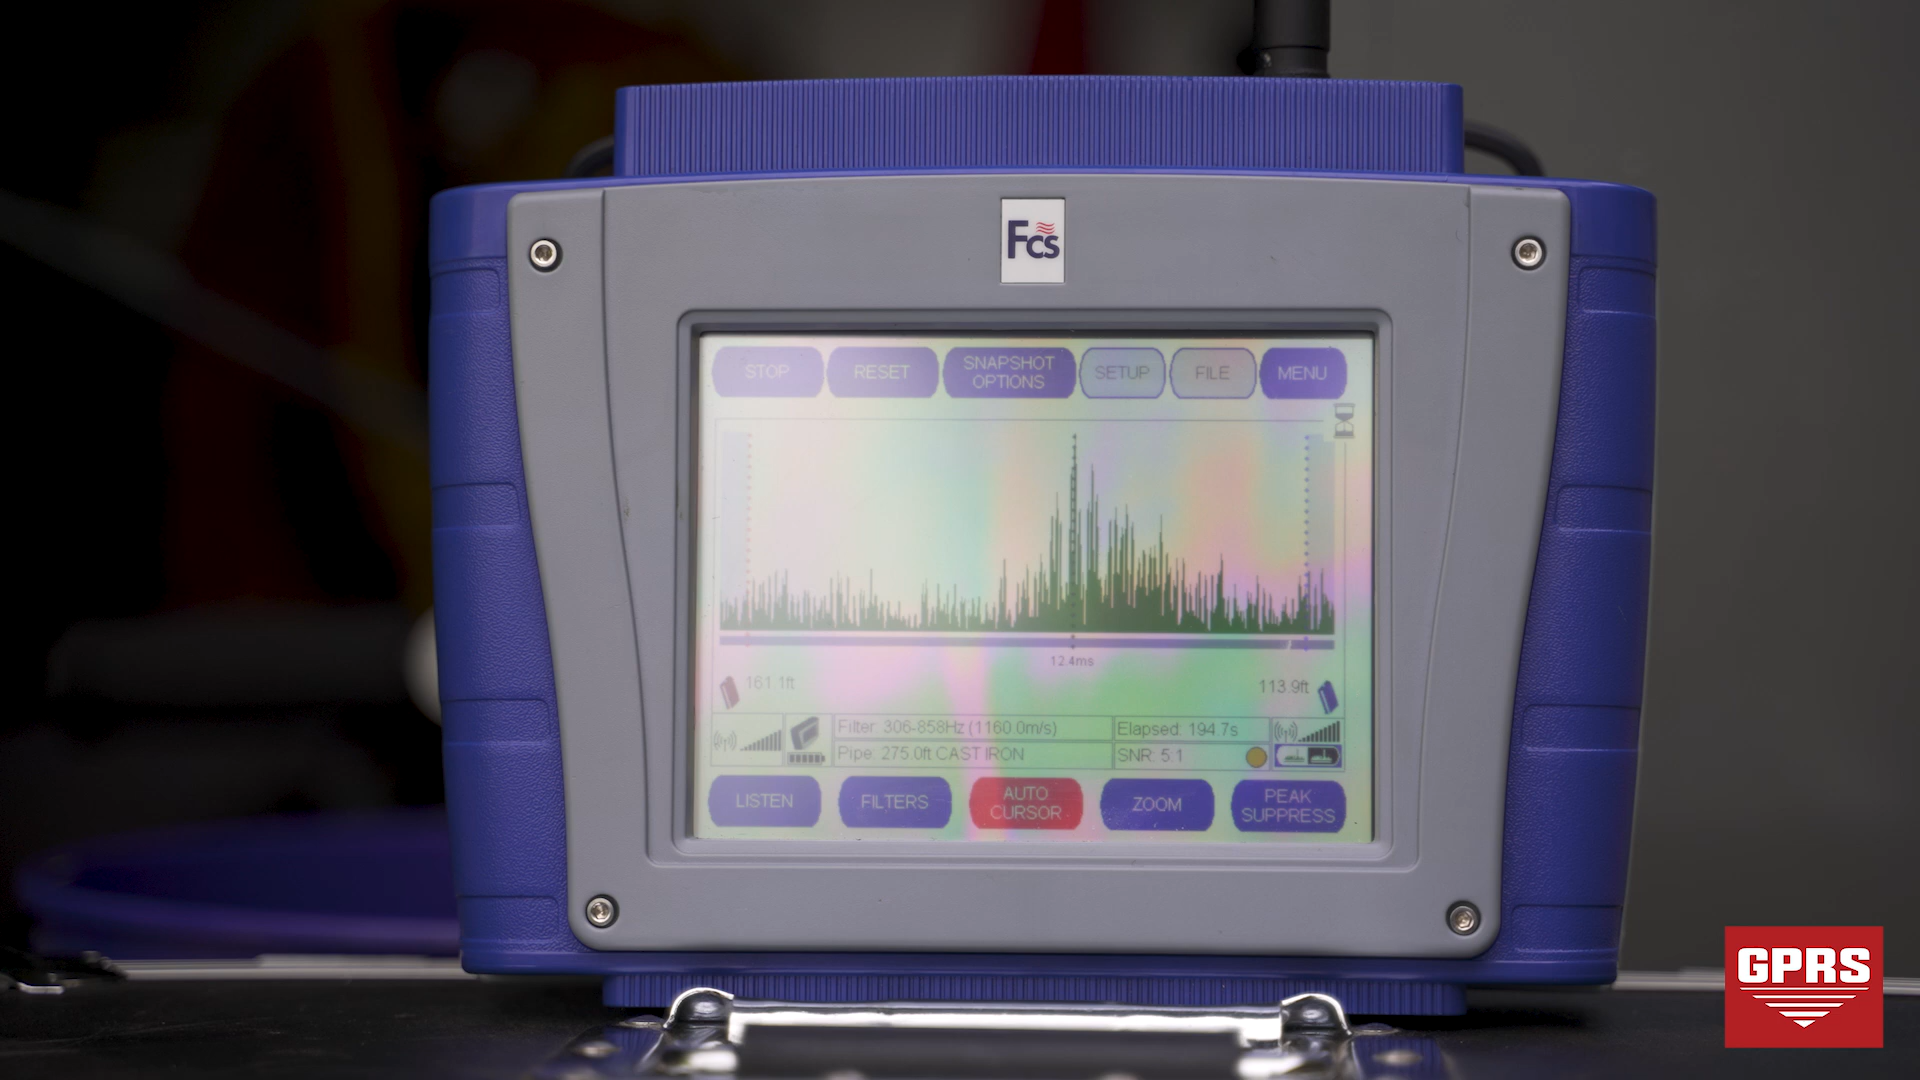 Fcs
STOP
RESET
SNAPSHOT
OPTIONS
SETUP
FILE
MENU
12.4ms
161.1ft
113.9ft
Filter: 306-858Hz (1160.0m/s)
Elapsed: 194.7s
Pipe: 275.0ft CAST IRON
SNR: 5:1
LISTEN
FILTERS
AUTO
CURSOR
ZOOM
PEAK
SUPPRESS
GPRS